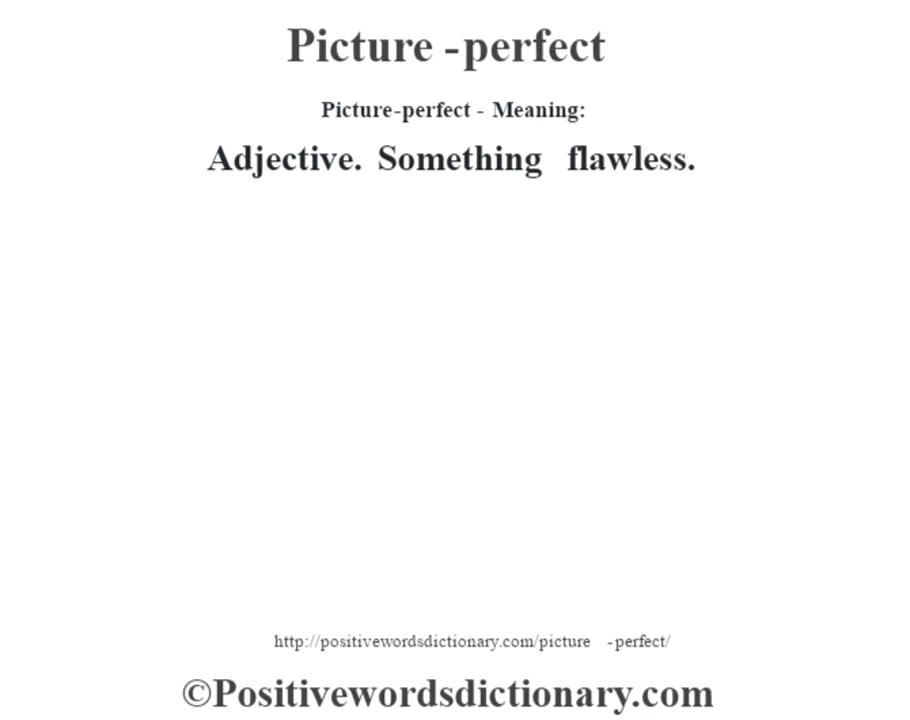 Picture -perfect
Picture-perfect - Meaning:
Adjective. Something flawless.
http://positivewordsdictionary.com/picture -perfect/
©Positivewordsdictionary.com